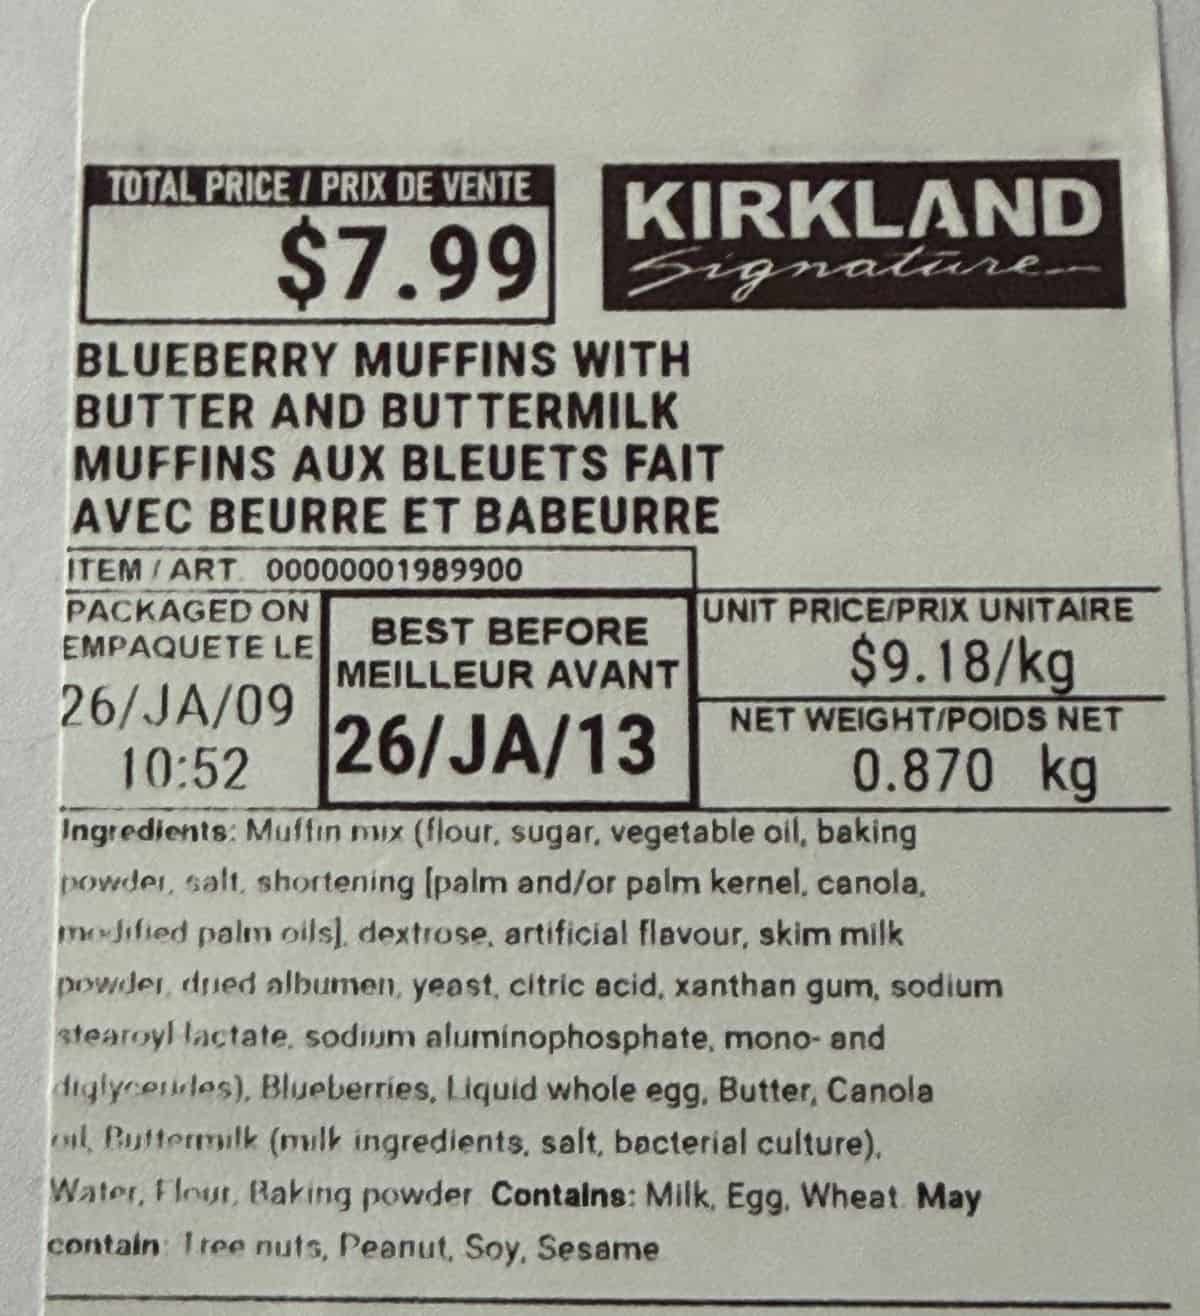 TOTAL PRICE / PRIX DE VENTE
$7.99
KIRKLAND
Signature
BLUEBERRY MUFFINS WITH
BUTTER AND BUTTERMILK
MUFFINS AUX BLEUETS FAIT
AVEC BEURRE ET BABEURRE
ITEM / ART. 00000001989900
PACKAGED ON
EMPAQUETE LE
26/JA/09
10:52
BEST BEFORE
MEILLEUR AVANT
26/JA/13
UNIT PRICE/PRIX UNITAIRE
$9.18/kg
NET WEIGHT/POIDS NET
0.870 kg
Ingredients: Muffin mix (flour, sugar, vegetable oil, baking
powder, salt, shortening [palm and/or palm kernel, canola,
modified palm oils], dextrose, artificial flavour, skim milk
powder, dried albumen, yeast, citric acid, xanthan gum, sodium
stearoyl lactate, sodium aluminophosphate, mono- and
diglycerides), Blueberries, Liquid whole egg, Butter, Canola
oil, Buttermilk (milk ingredients, salt, bacterial culture),
Water, Flour, Baking powder. Contains: Milk, Egg, Wheat. May
contain: Tree nuts, Peanut, Soy, Sesame